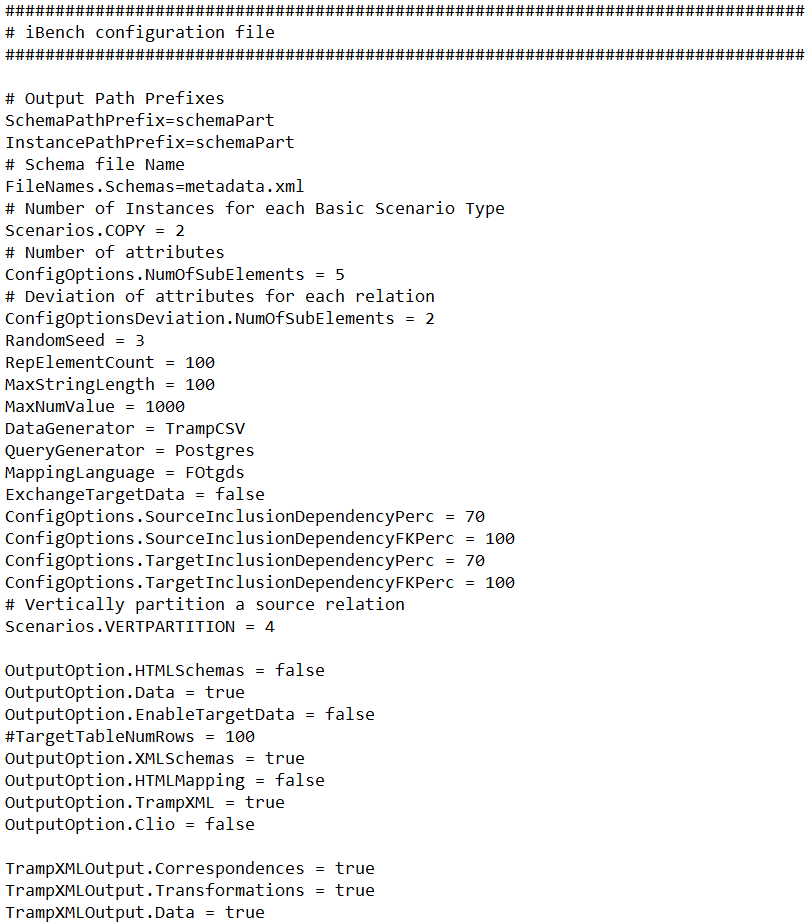 ################################################################################
# iBench configuration file
################################################################################
# Output Path Prefixes
SchemaPathPrefix=schemaPart
InstancePathPrefix=schemaPart
# Schema file Name
FileNames.Schemas=metadata.xml
# Number of Instances for each Basic Scenario Type
Scenarios.COPY = 2
# Number of attributes
ConfigOptions.NumOfSubElements = 5
# Deviation of attributes for each relation
ConfigOptionsDeviation.NumOfSubElements = 2
RandomSeed = 3
RepElementCount = 100
MaxStringLength = 100
MaxNumValue = 1000
DataGenerator = TrampCSV
QueryGenerator = Postgres
MappingLanguage = FOtgds
ExchangeTargetData = false
ConfigOptions.SourceInclusionDependencyPerc = 70
ConfigOptions.SourceInclusionDependencyFKPerc = 100
ConfigOptions.TargetInclusionDependencyPerc = 70
ConfigOptions.TargetInclusionDependencyFKPerc = 100
# Vertically partition a source relation
Scenarios.VERTPARTITION = 4
OutputOption.HTMLSchemas = false
OutputOption.Data = true
OutputOption.EnableTargetData = false
#TargetTableNumRows = 100
OutputOption.XMLSchemas = true
OutputOption.HTMLMapping = false
OutputOption.TrampXML = true
OutputOption.Clio = false
TrampXMLOutput.Correspondences = true
TrampXMLOutput.Transformations = true
TrampXMLOutput.Data = true